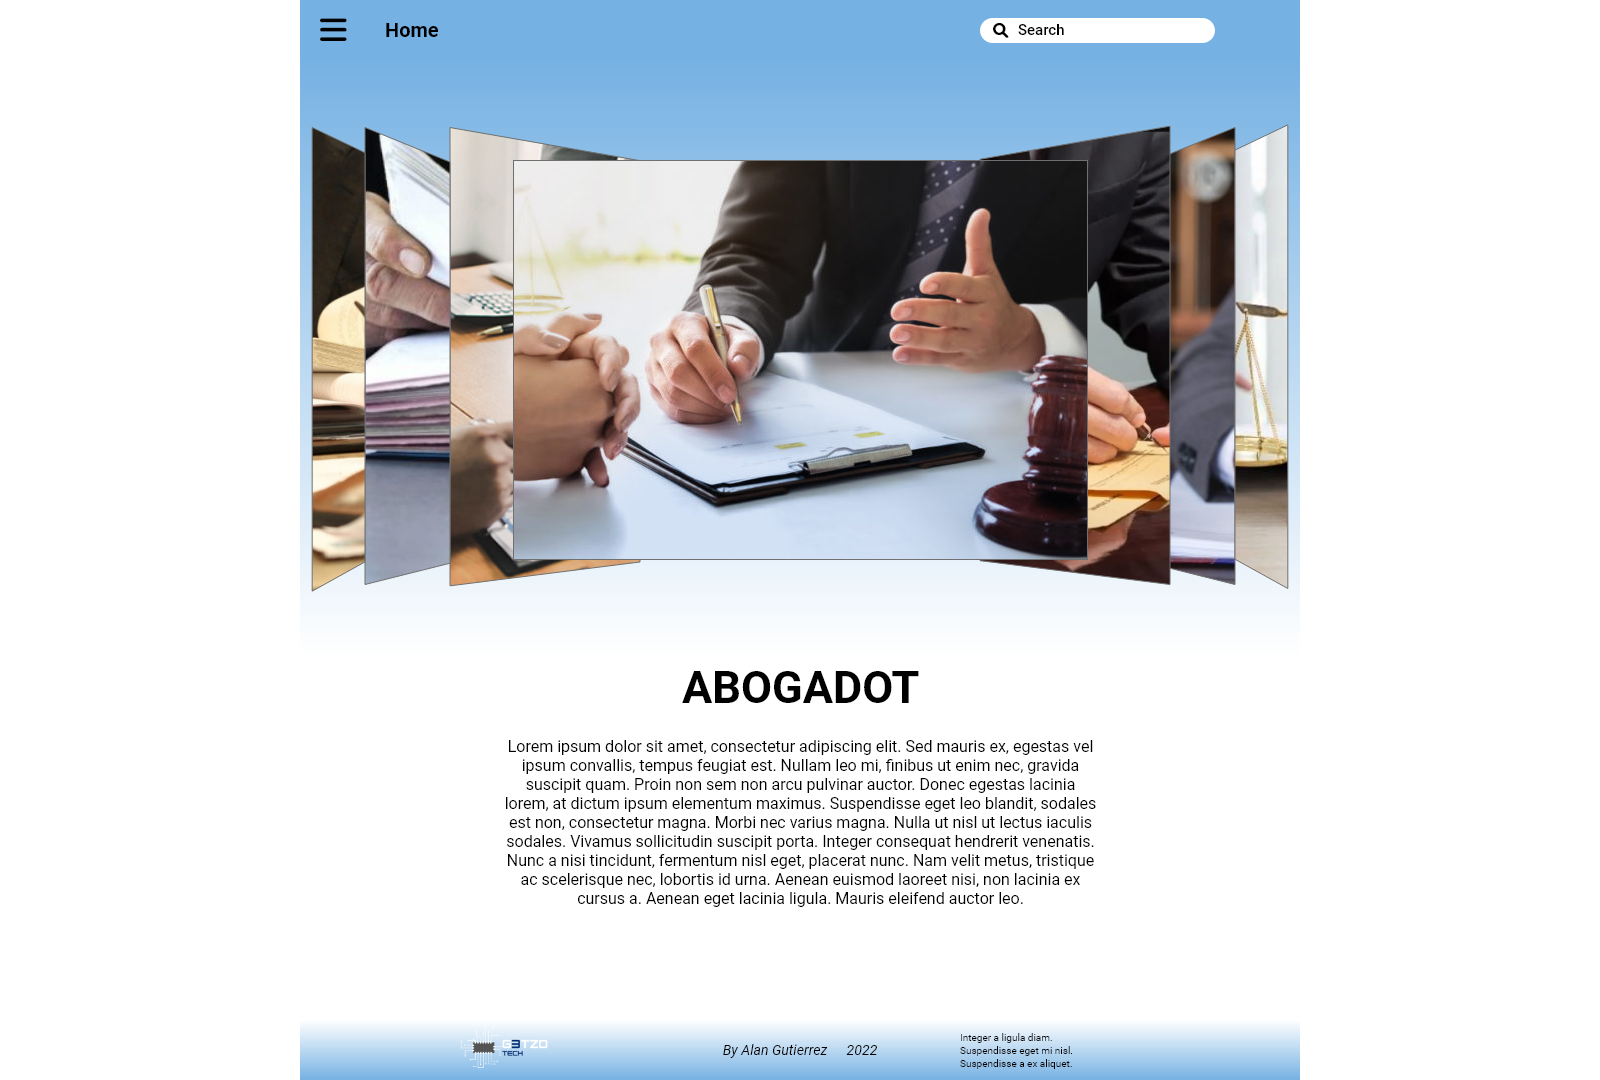 Home
Search
ABOGADOT
Lorem ipsum dolor sit amet, consectetur adipiscing elit. Sed mauris ex, egestas vel
ipsum convallis, tempus feugiat est. Nullam leo mi, finibus ut enim nec, gravida
suscipit quam. Proin non sem non arcu pulvinar auctor. Donec egestas lacinia
lorem, at dictum ipsum elementum maximus. Suspendisse eget leo blandit, sodales
est non, consectetur magna. Morbi nec varius magna. Nulla ut nisl ut lectus iaculis
sodales. Vivamus sollicitudin suscipit porta. Integer consequat hendrerit venenatis.
Nunc a nisi tincidunt, fermentum nisl eget, placerat nunc. Nam velit metus, tristique
ac scelerisque nec, lobortis id urna. Aenean euismod laoreet nisi, non lacinia ex
cursus a. Aenean eget lacinia ligula. Mauris eleifend auctor leo.
G3TZO
TECH
By Alan Gutierrez 2022
Integer a ligula diam.
Suspendisse eget mi nisl.
Suspendisse a ex aliquet.